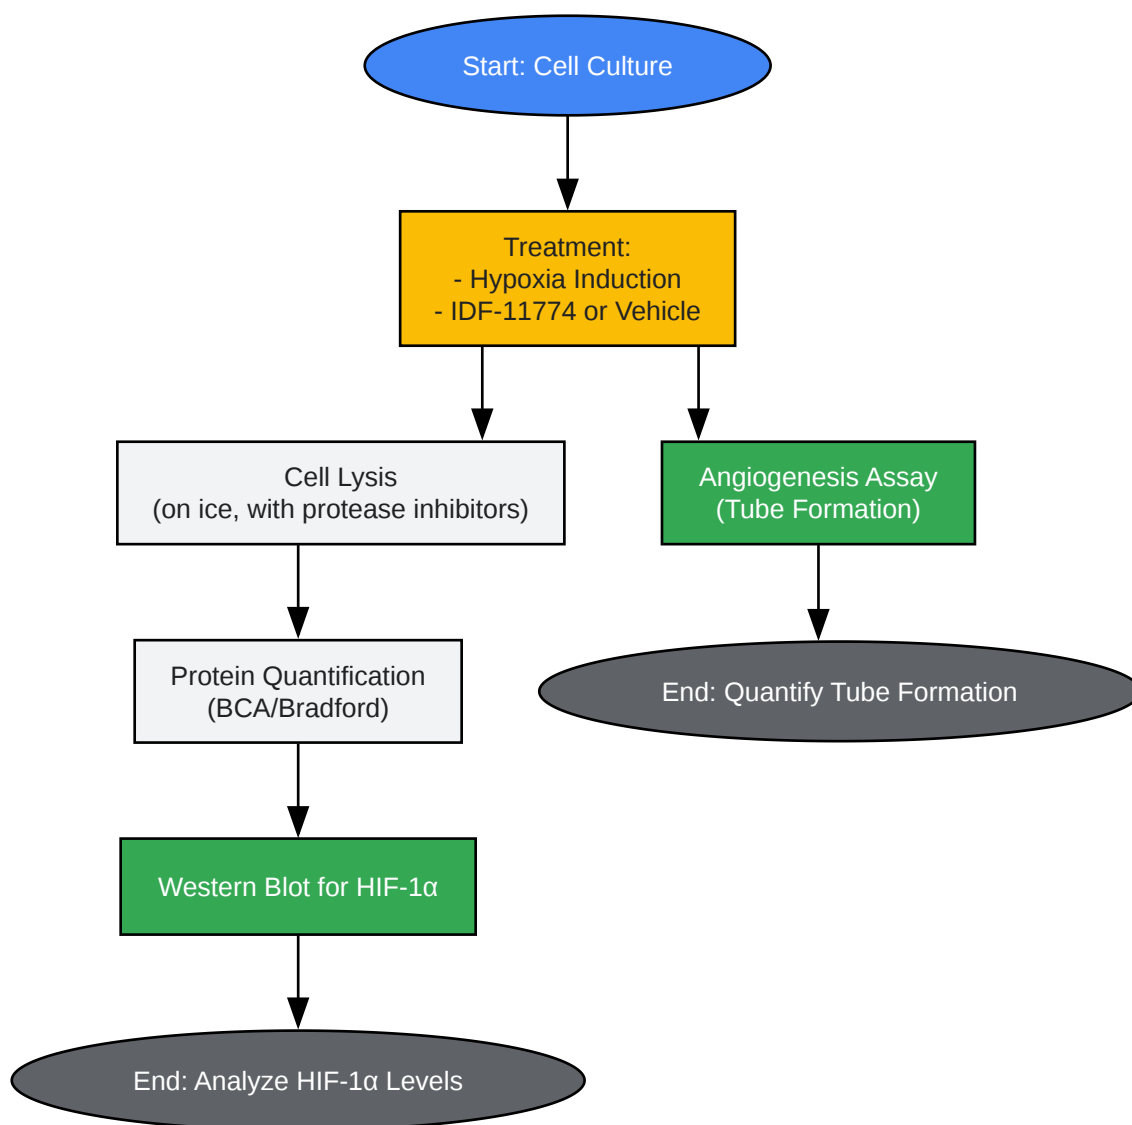 Start: Cell Culture
Treatment:
- Hypoxia Induction
- IDF-11774 or Vehicle
Cell Lysis
(on ice, with protease inhibitors)
Angiogenesis Assay
(Tube Formation)
Protein Quantification
(BCA/Bradford)
End: Quantify Tube Formation
Western Blot for HIF-1α
End: Analyze HIF-1α Levels